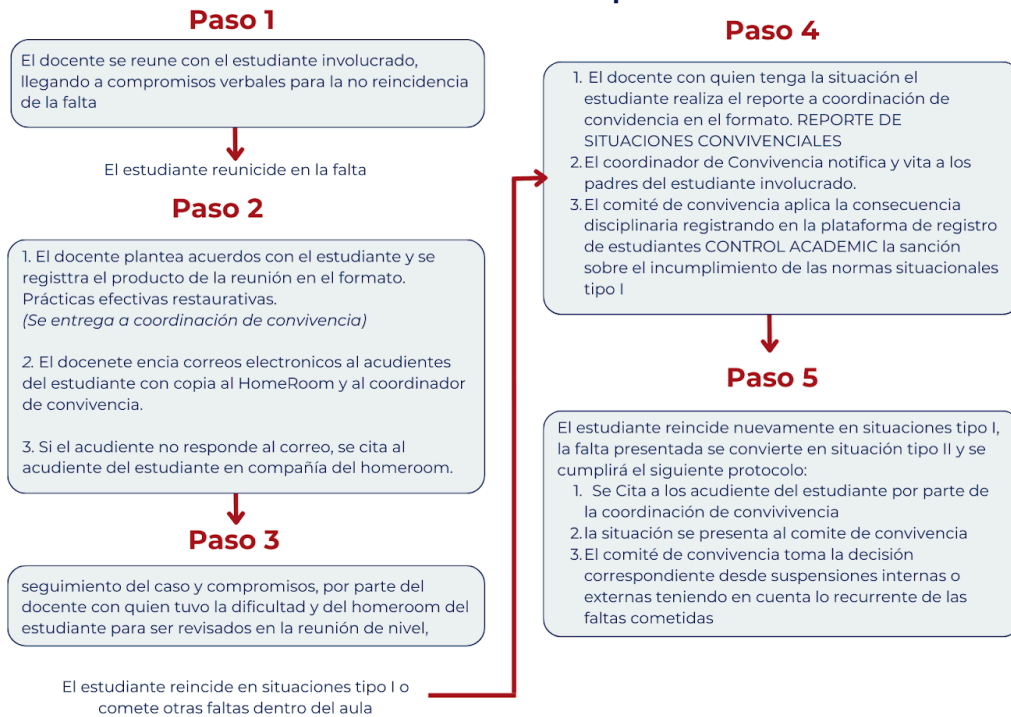 Paso 1
El docente se reune con el estudiante involucrado,
llegando a compromisos verbales para la no reincidencia
de la falta
El estudiante reunicide en la falta
Paso 2
1. El docente plantea acuerdos con el estudiante y se
registtra el producto de la reunión en el formato.
Prácticas efectivas restaurativas.
(Se entrega a coordinación de convivencia)
2. El docenete encia correos electronicos al acudientes
del estudiante con copia al HomeRoom y al coordinador
de convivencia.
3. Si el acudiente no responde al correo, se cita al
acudiente del estudiante en compañía del homeroom.
Paso 3
seguimiento del caso y compromisos, por parte del
docente con quien tuvo la dificultad y del homeroom del
estudiante para ser revisados en la reunión de nivel,
El estudiante reincide en situaciones tipo I o
comete otras faltas dentro del aula
Paso 4
1. El docente con quien tenga la situación el
estudiante realiza el reporte a coordinación de
convidencia en el formato. REPORTE DE
SITUACIONES CONVIVENCIALES
2. El coordinador de Convivencia notifica y vita a los
padres del estudiante involucrado.
3. El comité de convivencia aplica la consecuencia
disciplinaria registrando en la plataforma de registro
de estudiantes CONTROL ACADEMIC la sanción
sobre el incumplimiento de las normas situacionales
tipo I
Paso 5
El estudiante reincide nuevamente en situaciones tipo I,
la falta presentada se convierte en situación tipo II y se
cumplirá el siguiente protocolo:
1. Se Cita a los acudiente del estudiante por parte de
la coordinación de convivivencia
2. la situación se presenta al comite de convivencia
3. El comité de convivencia toma la decisión
correspondiente desde suspensiones internas o
externas teniendo en cuenta lo recurrente de las
faltas cometidas